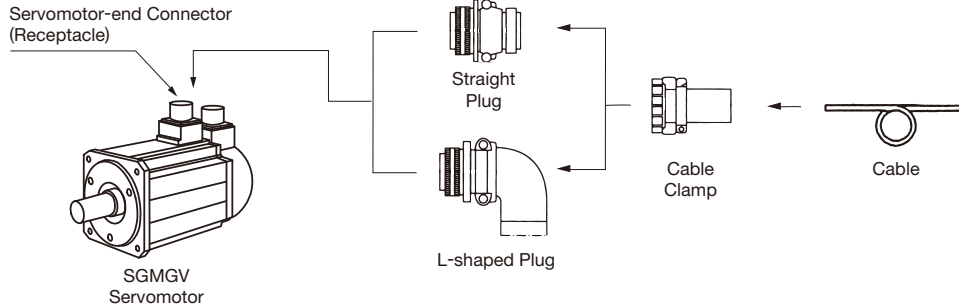 Servomotor-end Connector
(Receptacle)
Straight
Plug
Cable
Clamp
Cable
L-shaped Plug
SGMGV
Servomotor